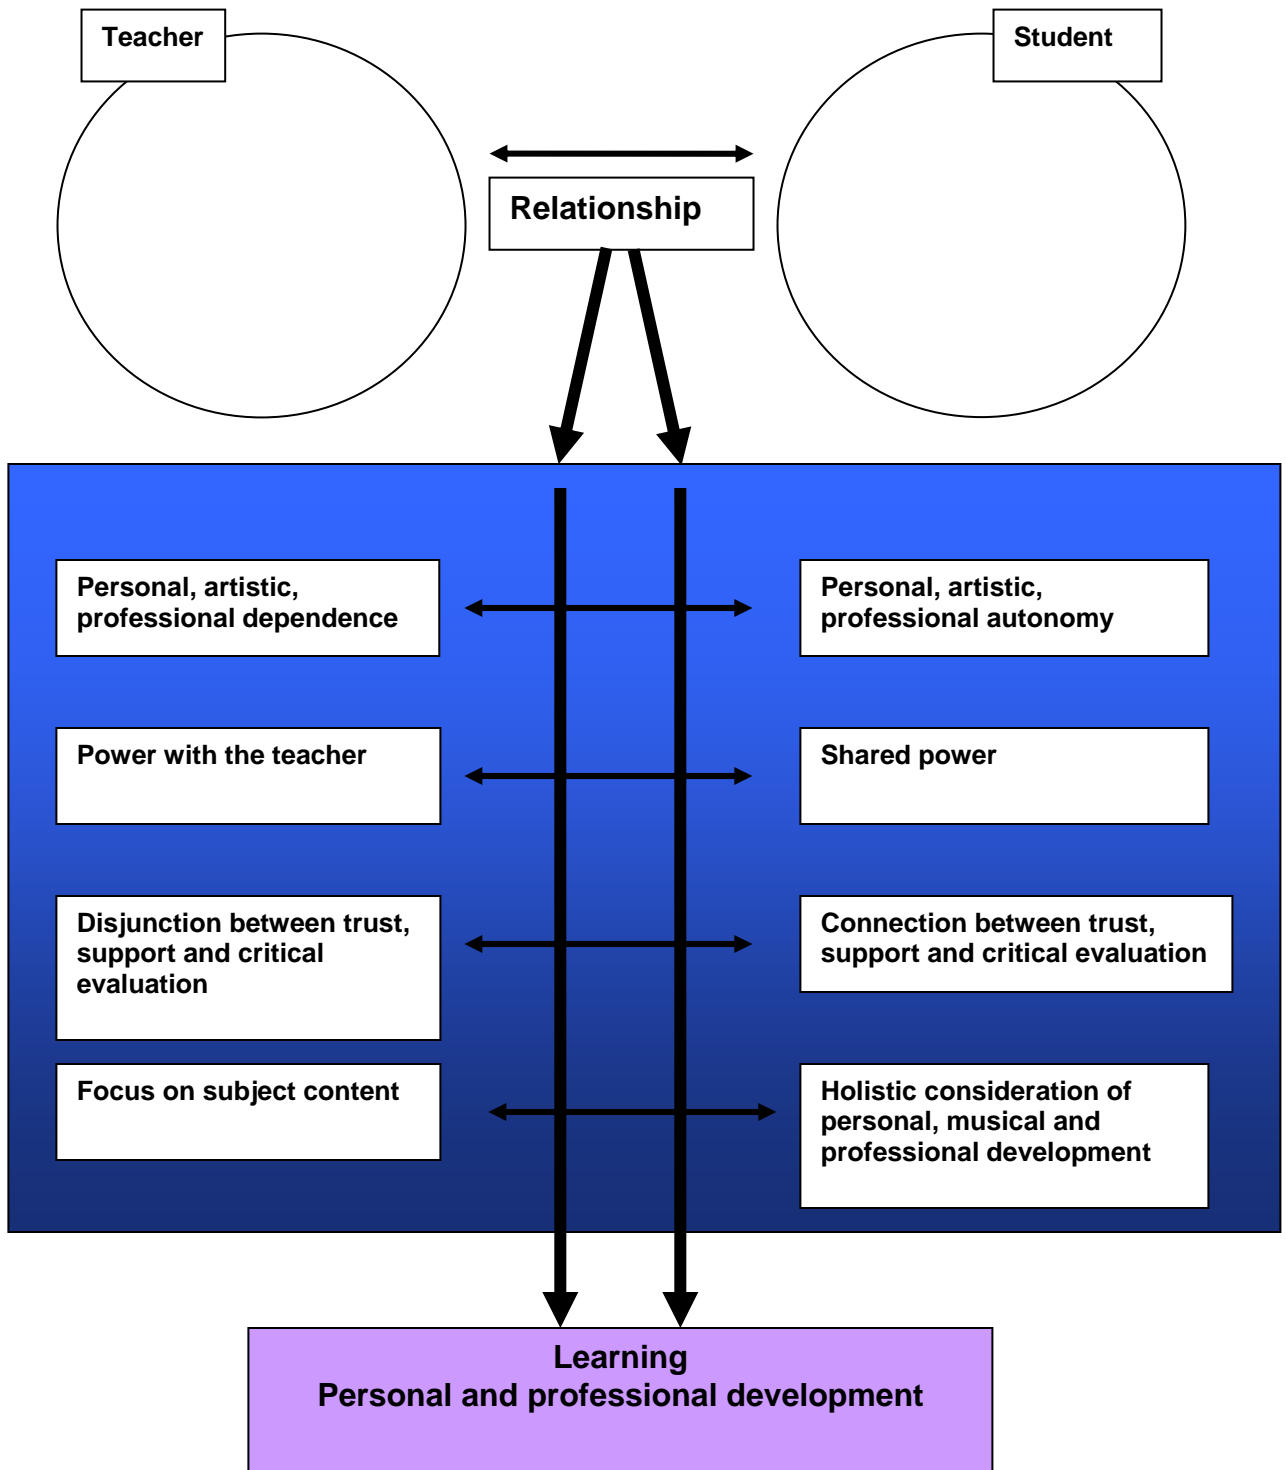 Teacher
Student
Relationship
Personal, artistic,
professional dependence
Personal, artistic,
professional autonomy
Power with the teacher
Shared power
Disjunction between trust,
support and critical
evaluation
Connection between trust,
support and critical evaluation
Focus on subject content
Holistic consideration of
personal, musical and
professional development
Learning
Personal and professional development